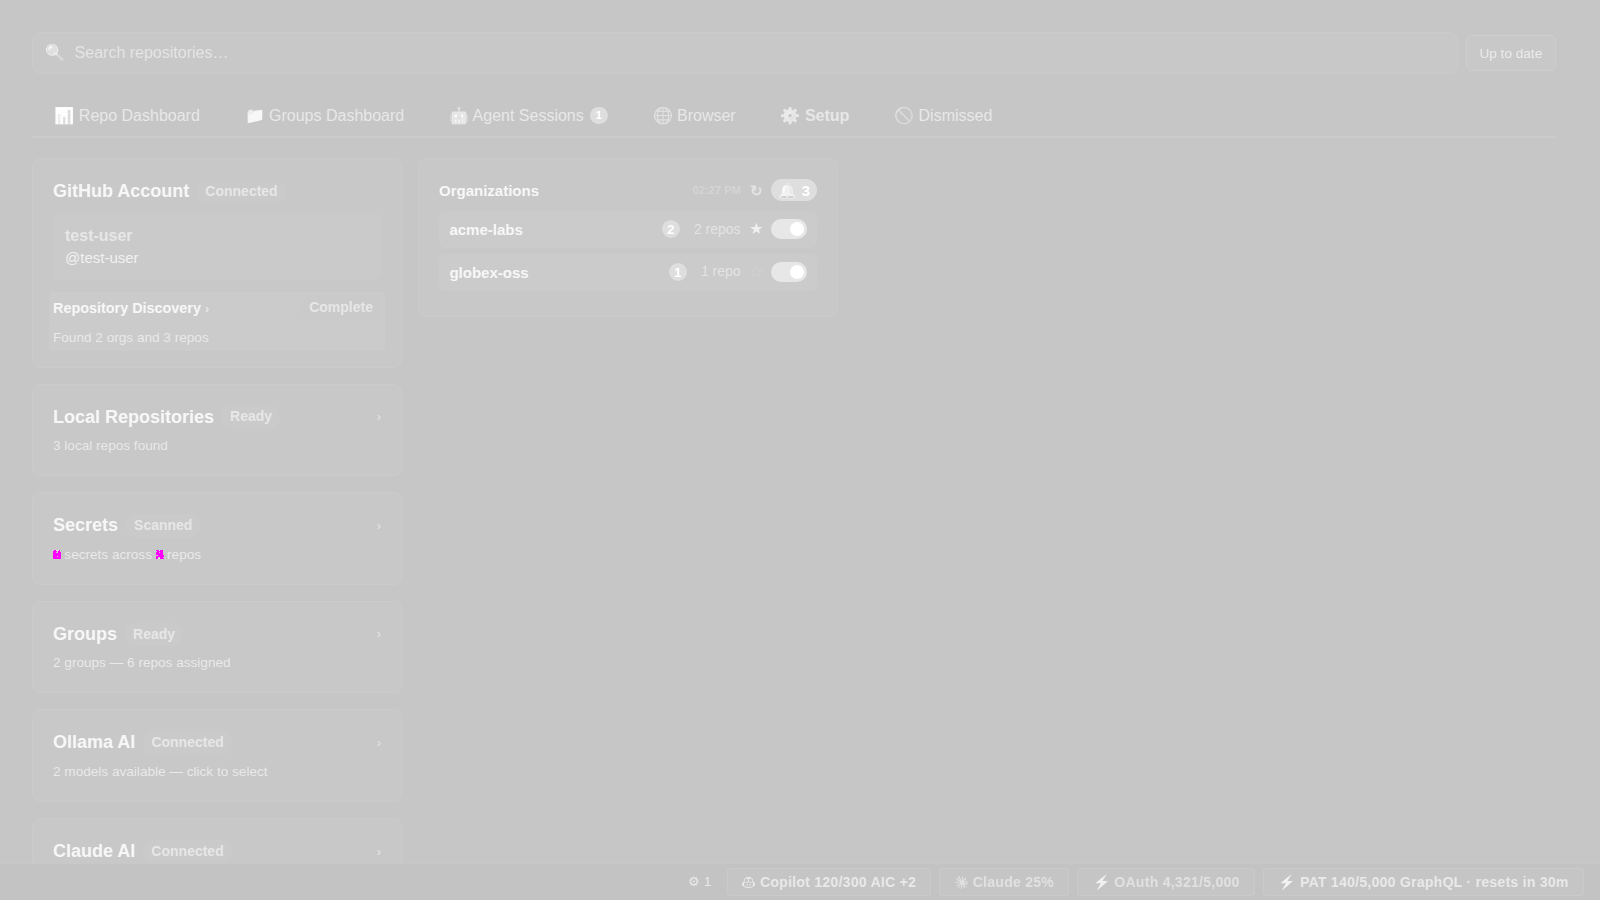 Search repositories…
Up to date
Repo Dashboard
Groups Dashboard
Agent Sessions 1
Browser
Setup
Dismissed
GitHub Account Connected
test-user
@test-user
Repository Discovery ›
Complete
Found 2 orgs and 3 repos
Organizations
02:27 PM ↻ 3
acme-labs 2 2 repos ★
globex-oss 1 1 repo
Local Repositories Ready ›
3 local repos found
Secrets Scanned ›
secrets across repos
Groups Ready ›
2 groups — 6 repos assigned
Ollama AI Connected ›
2 models available — click to select
Claude AI Connected ›
⚙ 1
Copilot 120/300 AIC +2
Claude 25%
⚡ OAuth 4,321/5,000
⚡ PAT 140/5,000 GraphQL · resets in 30m